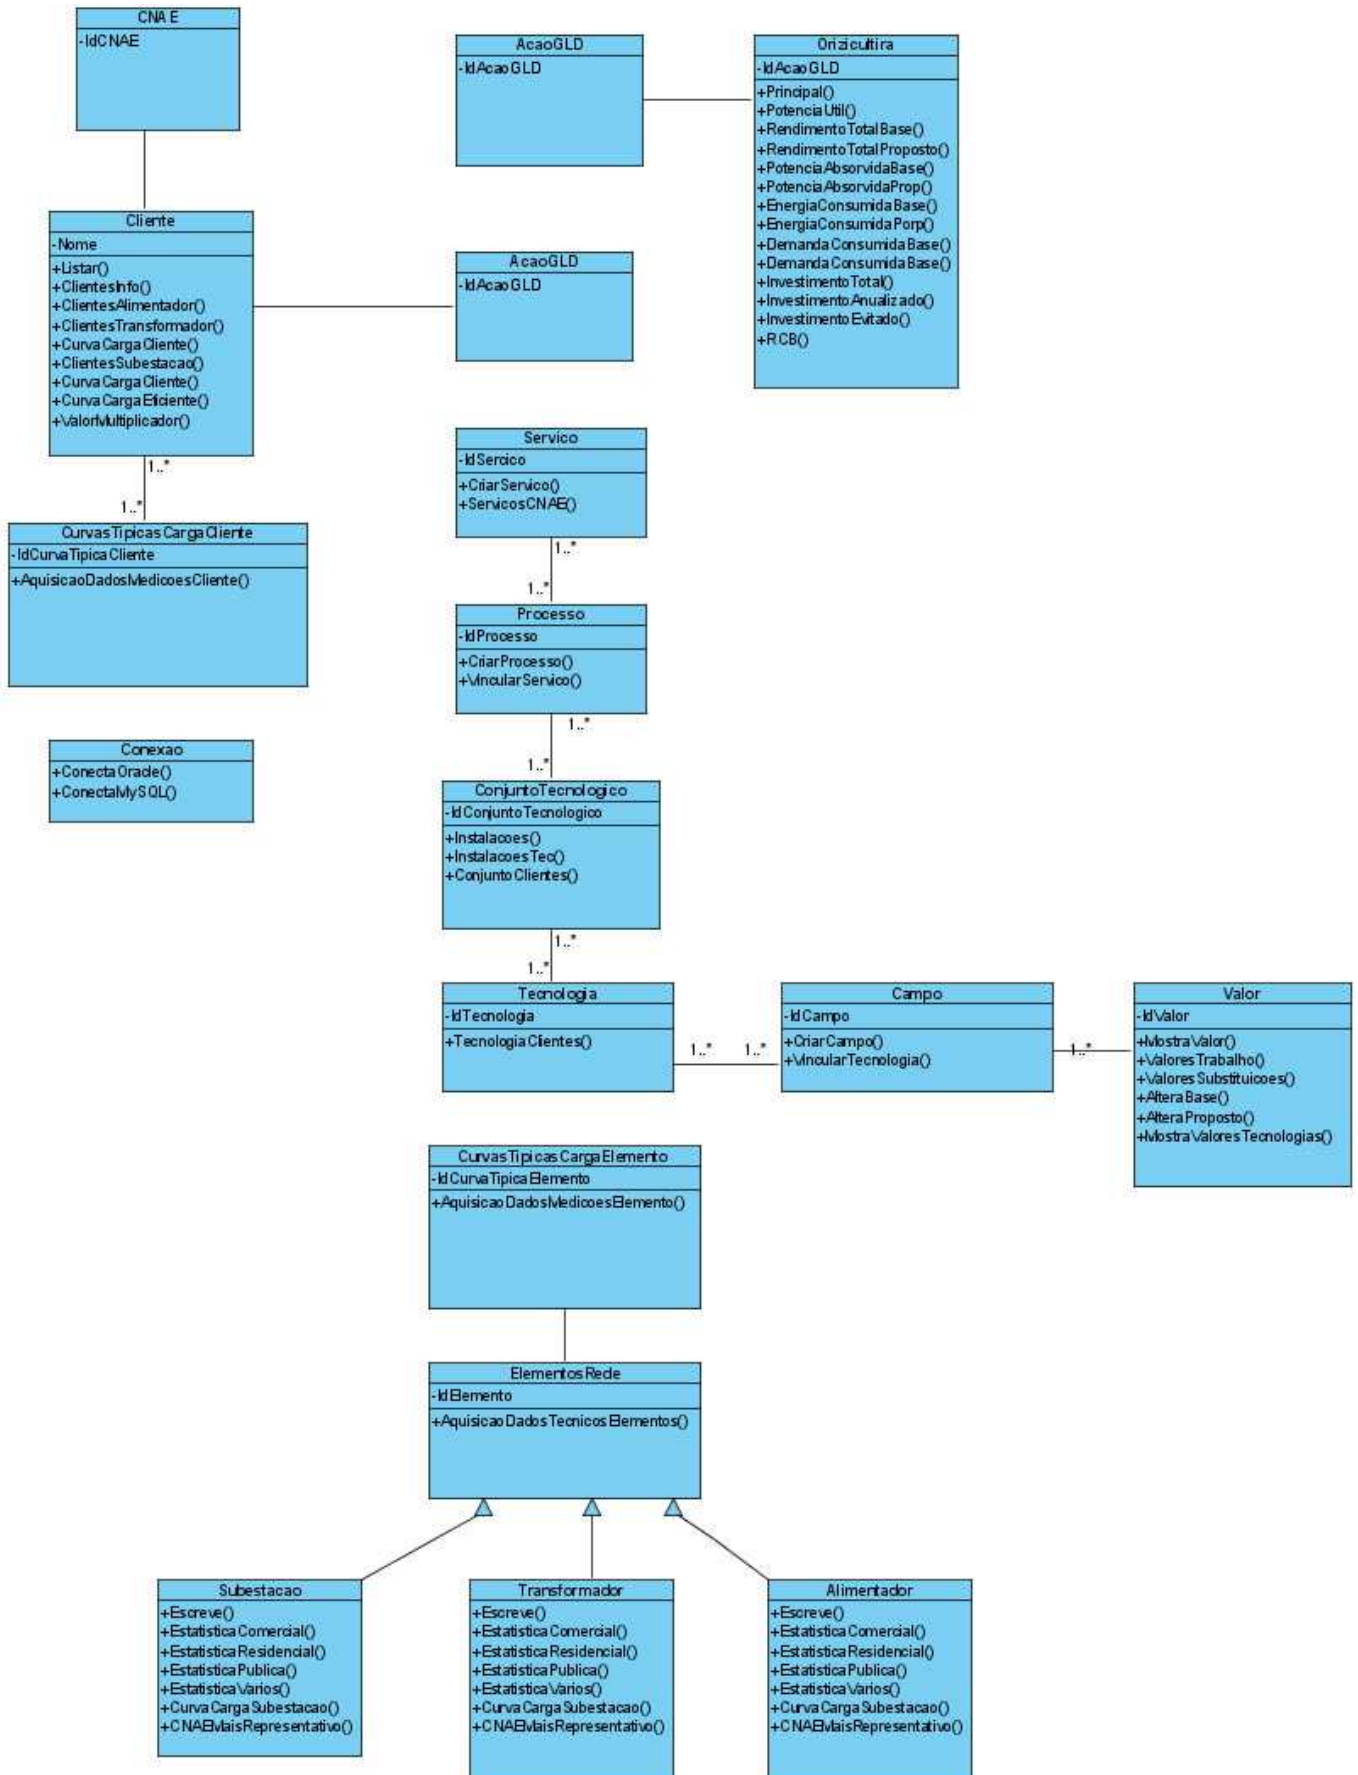 CNAE
-IdCNAE
AcaoGLD
-IdAcaoGLD
Orizicultira
-IdAcaoGLD
+Principal()
+PotenciaUtil()
+RendimentoTotalBase()
+RendimentoTotalProposto()
+PotenciaAbsorvidaBase()
+PotenciaAbsorvidaProp()
+EnergiaConsumidaBase()
+EnergiaConsumidaPorp()
+DemandaConsumidaBase()
+DemandaConsumidaBase()
+InvestimentoTotal()
+InvestimentoAnualizado()
+InvestimentoEvitado()
+RCB()
Cliente
-Nome
+Listar()
+ClientesInfo()
+ClientesAlimentador()
+ClientesTransformador()
+CurvaCargaCliente()
+ClientesSubestacao()
+CurvaCargaCliente()
+CurvaCargaEficiente()
+ValorMultiplicador()
AcaoGLD
-IdAcaoGLD
1..*
1..*
CurvasTipicasCargaCliente
-IdCurvaTipicaCliente
+AquisicaoDadosMedicoesCliente()
Servico
-IdSercico
+CriarServico()
+ServicosCNAE()
1..*
1..*
Processo
-IdProcesso
+CriarProcesso()
+VincularServico()
1..*
1..*
Conexao
+ConectaOracle()
+ConectaMySQL()
ConjuntoTecnologico
-IdConjuntoTecnologico
+Instalacoes()
+InstalacoesTec()
+ConjuntoClientes()
1..*
1..*
Tecnologia
-IdTecnologia
+TecnologiaClientes()
1..*
1..*
Campo
-IdCampo
+CriarCampo()
+VincularTecnologia()
1..*
Valor
-IdValor
+MostraValor()
+ValoresTrabalho()
+ValoresSubstituicoes()
+AlteraBase()
+AlteraProposto()
+MostraValoresTecnologias()
CurvasTipicasCargaElemento
-IdCurvaTipicaElemento
+AquisicaoDadosMedicoesElemento()
ElementosRede
-IdElemento
+AquisicaoDadosTecnicosElementos()
Subestacao
+Escreve()
+EstatisticaComercial()
+EstatisticaResidencial()
+EstatisticaPublica()
+EstatisticaVarios()
+CurvaCargaSubestacao()
+CNAEMaisRepresentativo()
Transformador
+Escreve()
+EstatisticaComercial()
+EstatisticaResidencial()
+EstatisticaPublica()
+EstatisticaVarios()
+CurvaCargaSubestacao()
+CNAEMaisRepresentativo()
Alimentador
+Escreve()
+EstatisticaComercial()
+EstatisticaResidencial()
+EstatisticaPublica()
+EstatisticaVarios()
+CurvaCargaSubestacao()
+CNAEMaisRepresentativo()